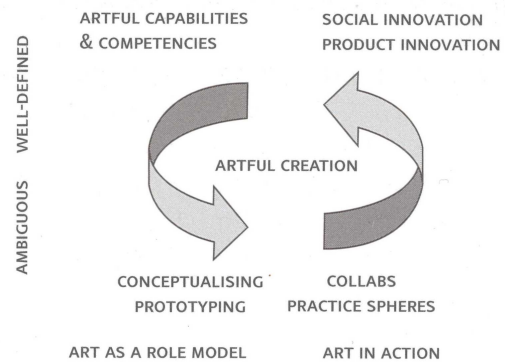 ARTFUL CAPABILITIES
& COMPETENCIES
SOCIAL INNOVATION
PRODUCT INNOVATION
WELL-DEFINED
AMBIGUOUS
ARTFUL CREATION
CONCEPTUALISING
PROTOTYPING
COLLABS
PRACTICE SPHERES
ART AS A ROLE MODEL
ART IN ACTION